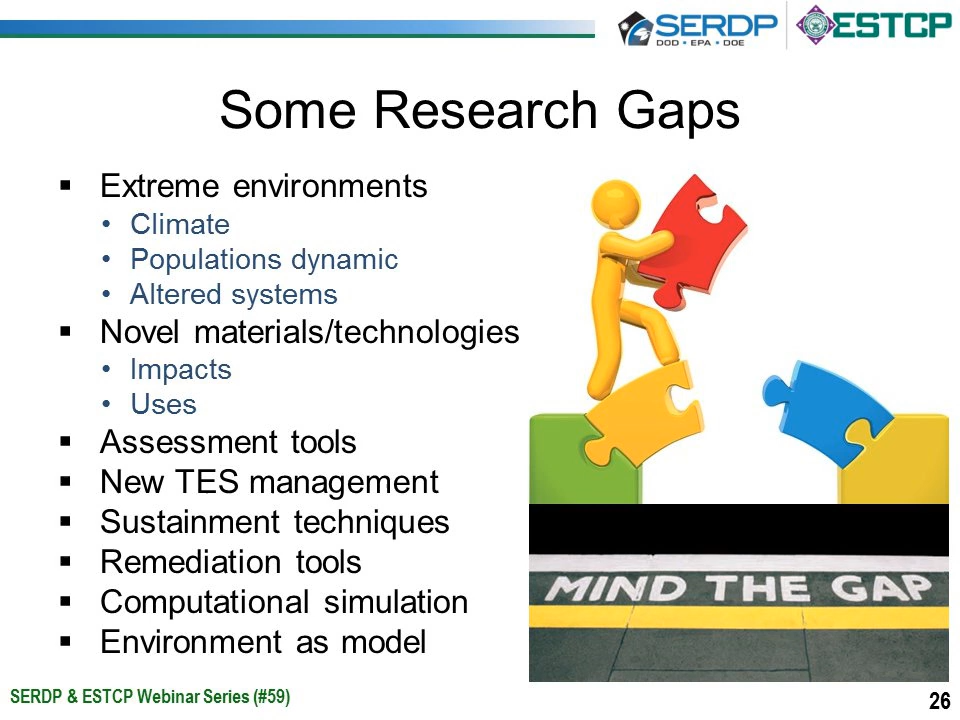 SERDP
DOD • EPA • DOE
ESTCP
Some Research Gaps
▪ Extreme environments
• Climate
• Populations dynamic
• Altered systems
▪ Novel materials/technologies
• Impacts
• Uses
▪ Assessment tools
▪ New TES management
▪ Sustainment techniques
▪ Remediation tools
▪ Computational simulation
▪ Environment as model
MIND THE GAP
SERDP & ESTCP Webinar Series (#59)
26